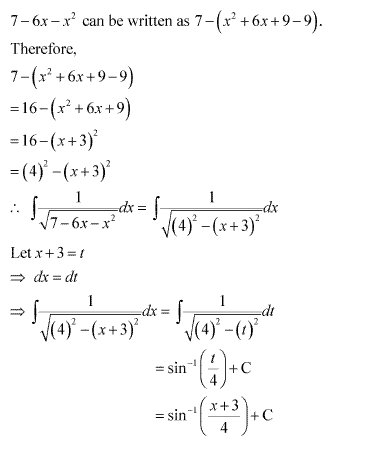 7 − 6x − x² can be written as 7 − (x² + 6x + 9 − 9).
Therefore,
7 − (x² + 6x + 9 − 9)
= 16 − (x² + 6x + 9)
= 16 − (x + 3)²
= (4)² − (x + 3)²
∴ ∫ 1/√(7 − 6x − x²) dx = ∫ 1/√((4)² − (x + 3)²) dx
Let x + 3 = t
⇒ dx = dt
⇒ ∫ 1/√((4)² − (x + 3)²) dx = ∫ 1/√((4)² − (t)²) dt
= sin⁻¹(t/4) + C
= sin⁻¹((x + 3)/4) + C